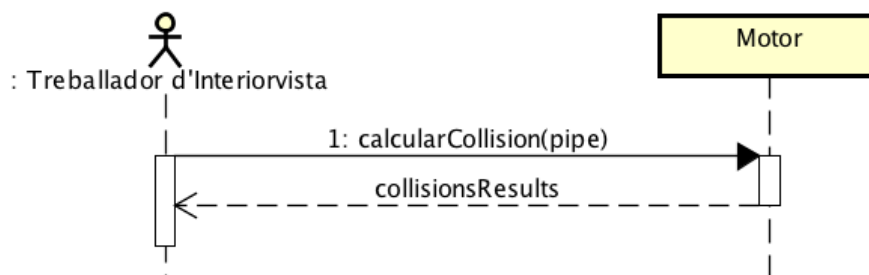 Motor
: Treballador d'Interiorvista
1: calcularCollision(pipe)
collisionsResults